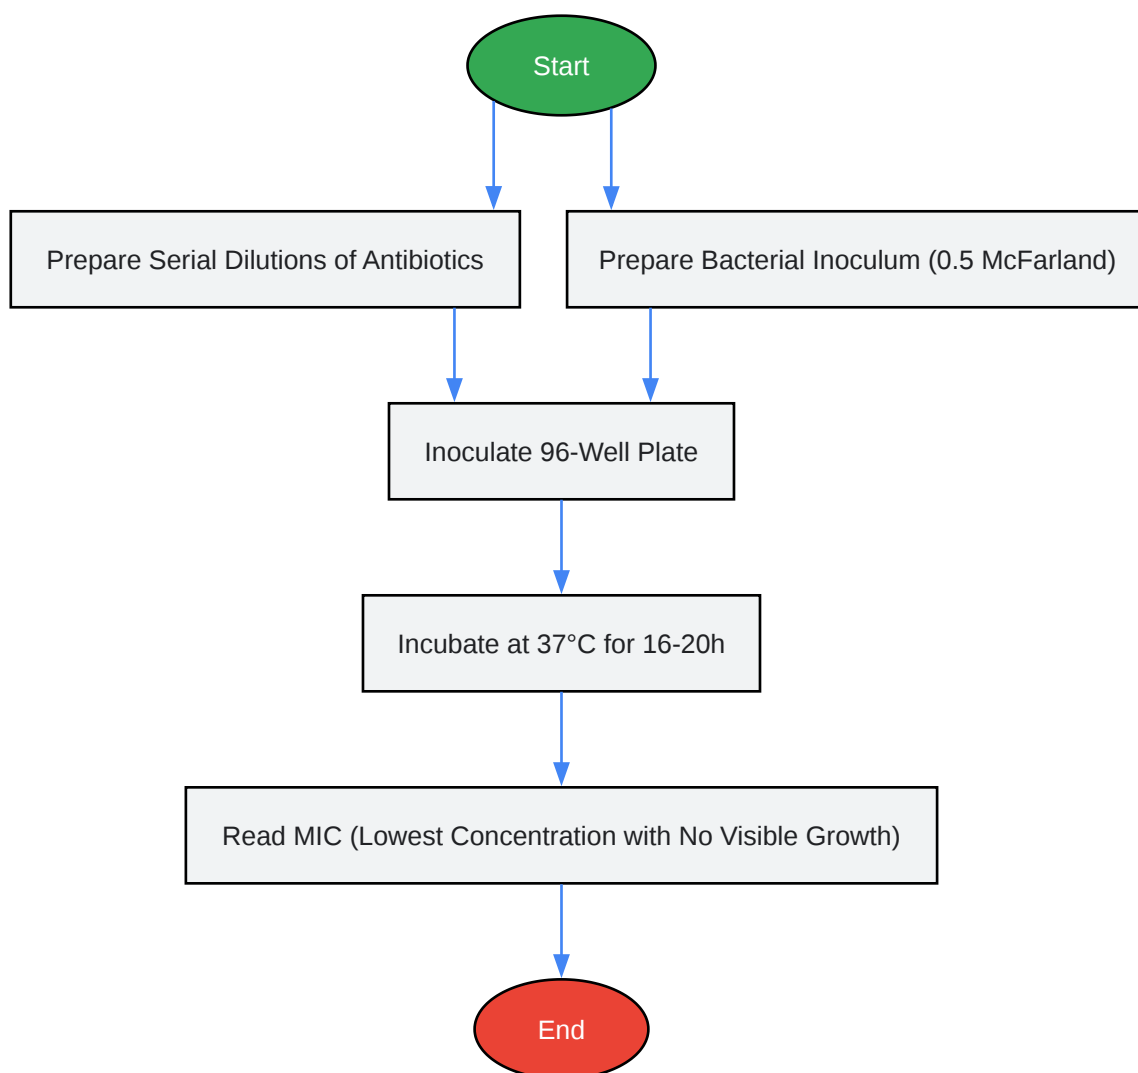 Start
Prepare Serial Dilutions of Antibiotics
Prepare Bacterial Inoculum (0.5 McFarland)
Inoculate 96-Well Plate
Incubate at 37°C for 16-20h
Read MIC (Lowest Concentration with No Visible Growth)
End